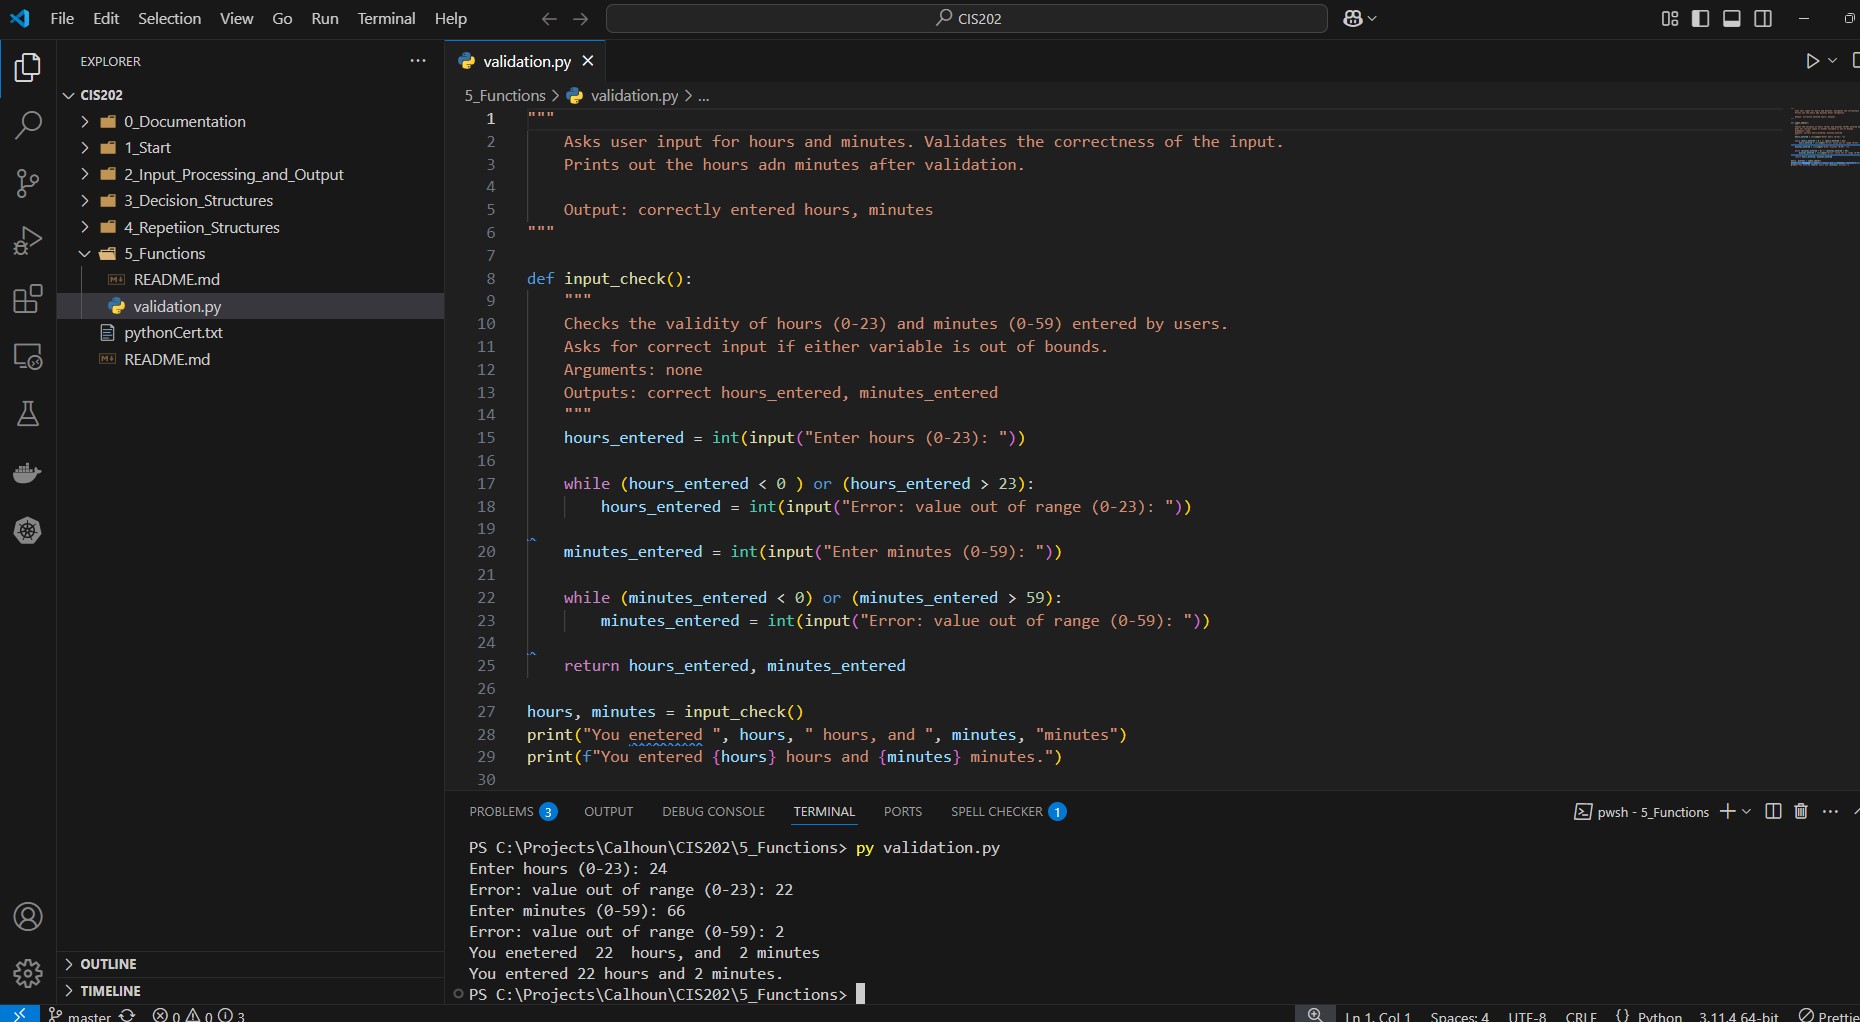 File Edit Selection View Go Run Terminal Help CIS202
EXPLORER
CIS202
0_Documentation
1_Start
2_Input_Processing_and_Output
3_Decision_Structures
4_Repetiion_Structures
5_Functions
README.md
validation.py
pythonCert.txt
README.md
OUTLINE
TIMELINE
validation.py
5_Functions > validation.py > ...
1 """
2 Asks user input for hours and minutes. Validates the correctness of the input.
3 Prints out the hours adn minutes after validation.
4
5 Output: correctly entered hours, minutes
6 """
7
8 def input_check():
9 """
10 Checks the validity of hours (0-23) and minutes (0-59) entered by users.
11 Asks for correct input if either variable is out of bounds.
12 Arguments: none
13 Outputs: correct hours_entered, minutes_entered
14 """
15 hours_entered = int(input("Enter hours (0-23): "))
16
17 while (hours_entered < 0 ) or (hours_entered > 23):
18 hours_entered = int(input("Error: value out of range (0-23): "))
19
20 minutes_entered = int(input("Enter minutes (0-59): "))
21
22 while (minutes_entered < 0) or (minutes_entered > 59):
23 minutes_entered = int(input("Error: value out of range (0-59): "))
24
25 return hours_entered, minutes_entered
26
27 hours, minutes = input_check()
28 print("You enetered ", hours, " hours, and ", minutes, "minutes")
29 print(f"You entered {hours} hours and {minutes} minutes.")
30
PROBLEMS 3 OUTPUT DEBUG CONSOLE TERMINAL PORTS SPELL CHECKER 1 pwsh - 5_Functions
PS C:\Projects\Calhoun\CIS202\5_Functions> py validation.py
Enter hours (0-23): 24
Error: value out of range (0-23): 22
Enter minutes (0-59): 66
Error: value out of range (0-59): 2
You enetered  22  hours, and  2 minutes
You entered 22 hours and 2 minutes.
PS C:\Projects\Calhoun\CIS202\5_Functions>
master 0 0 3 Ln 1, Col 1 Spaces: 4 UTF-8 CRLF {} Python 3.11.4 64-bit Prettie